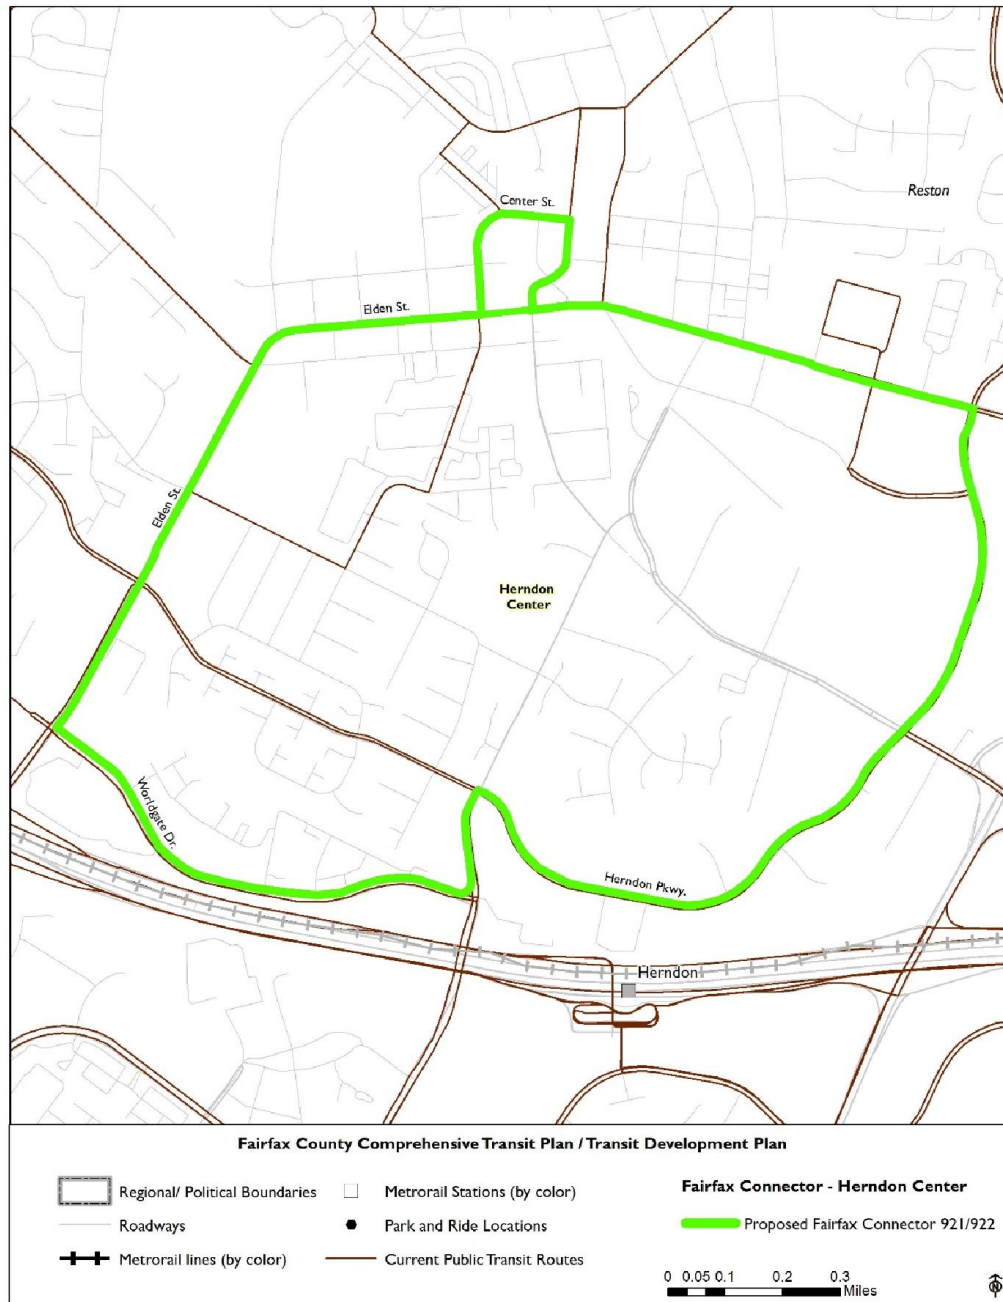 Center St.
Reston
Elden St.
Elden St.
Herndon
Center
Worldgate Dr.
Herndon Pkwy.
Herndon
Fairfax County Comprehensive Transit Plan / Transit Development Plan
Regional/ Political Boundaries
Metrorail Stations (by color)
Fairfax Connector - Herndon Center
Roadways
Park and Ride Locations
Proposed Fairfax Connector 921/922
Metrorail lines (by color)
Current Public Transit Routes
0 0.05 0.1 0.2 0.3
Miles
N